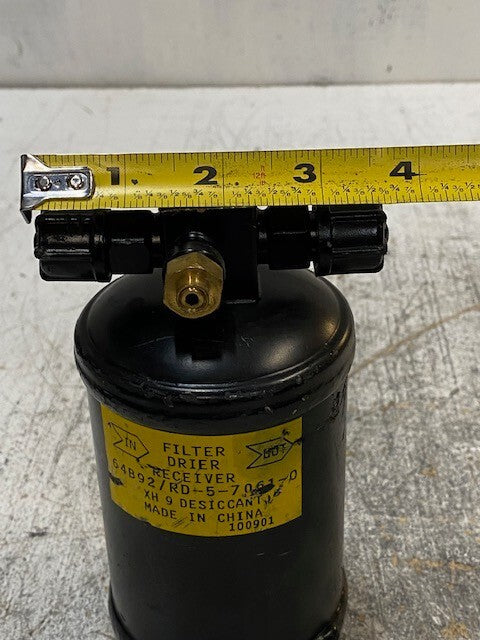 1 2 3 4
IN FILTER OUT
DRIER
RECEIVER
XH 9 DESICCANT
MADE IN CHINA
100901